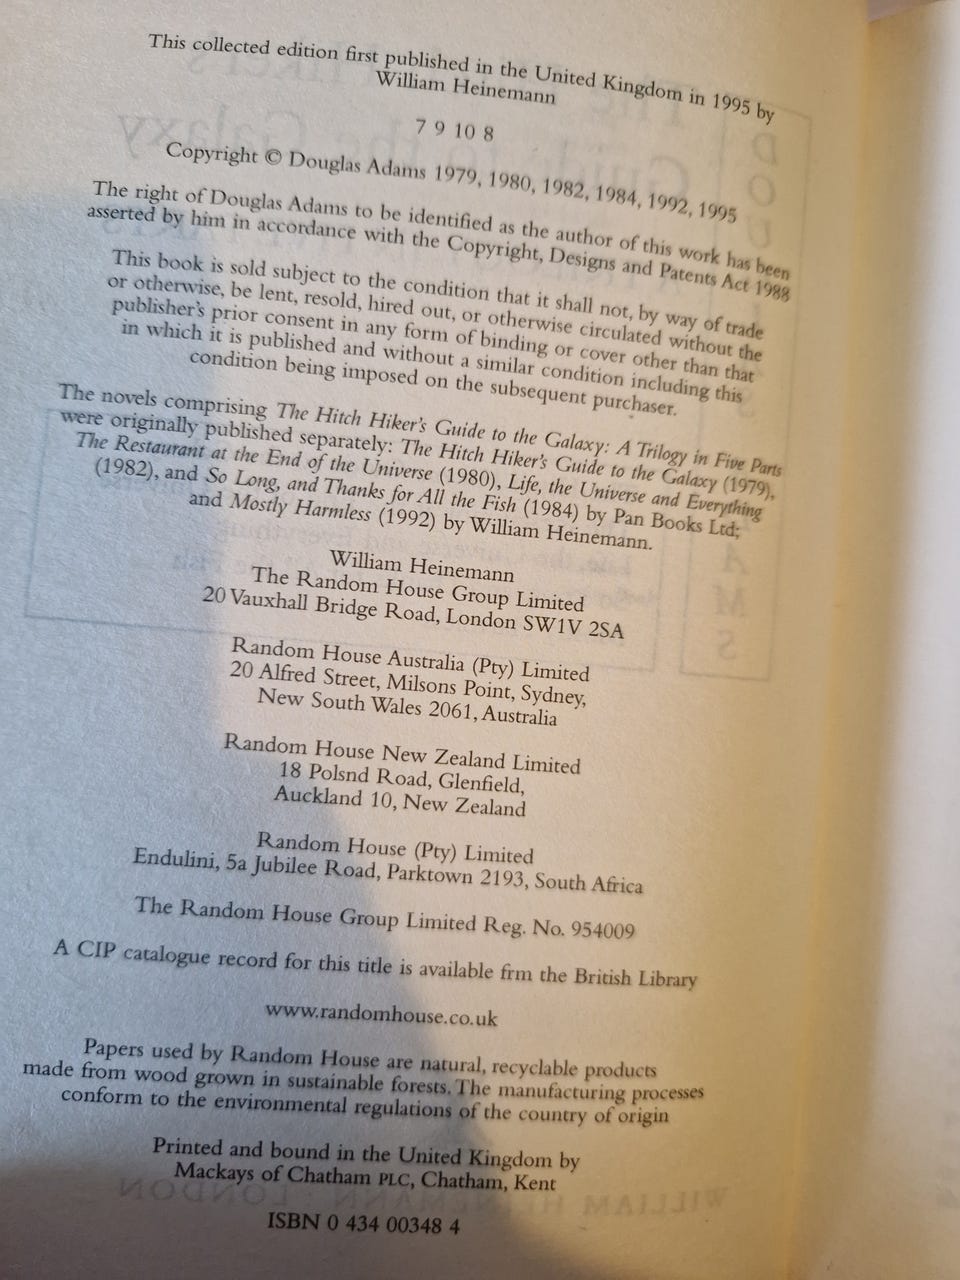 This collected edition first published in the United Kingdom in 1995 by
William Heinemann
7 9 10 8
Copyright © Douglas Adams 1979, 1980, 1982, 1984, 1992, 1995
The right of Douglas Adams to be identified as the author of this work has been
asserted by him in accordance with the Copyright, Designs and Patents Act 1988
This book is sold subject to the condition that it shall not, by way of trade
or otherwise, be lent, resold, hired out, or otherwise circulated without the
publisher's prior consent in any form of binding or cover other than that
in which it is published and without a similar condition including this
condition being imposed on the subsequent purchaser.
The novels comprising The Hitch Hiker's Guide to the Galaxy: A Trilogy in Five Parts
were originally published separately: The Hitch Hiker's Guide to the Galaxy (1979),
The Restaurant at the End of the Universe (1980), Life, the Universe and Everything
(1982), and So Long, and Thanks for All the Fish (1984) by Pan Books Ltd;
and Mostly Harmless (1992) by William Heinemann.
William Heinemann
The Random House Group Limited
20 Vauxhall Bridge Road, London SW1V 2SA
Random House Australia (Pty) Limited
20 Alfred Street, Milsons Point, Sydney,
New South Wales 2061, Australia
Random House New Zealand Limited
18 Polsnd Road, Glenfield,
Auckland 10, New Zealand
Random House (Pty) Limited
Endulini, 5a Jubilee Road, Parktown 2193, South Africa
The Random House Group Limited Reg. No. 954009
A CIP catalogue record for this title is available frm the British Library
www.randomhouse.co.uk
Papers used by Random House are natural, recyclable products
made from wood grown in sustainable forests. The manufacturing processes
conform to the environmental regulations of the country of origin
Printed and bound in the United Kingdom by
Mackays of Chatham PLC, Chatham, Kent
ISBN 0 434 00348 4